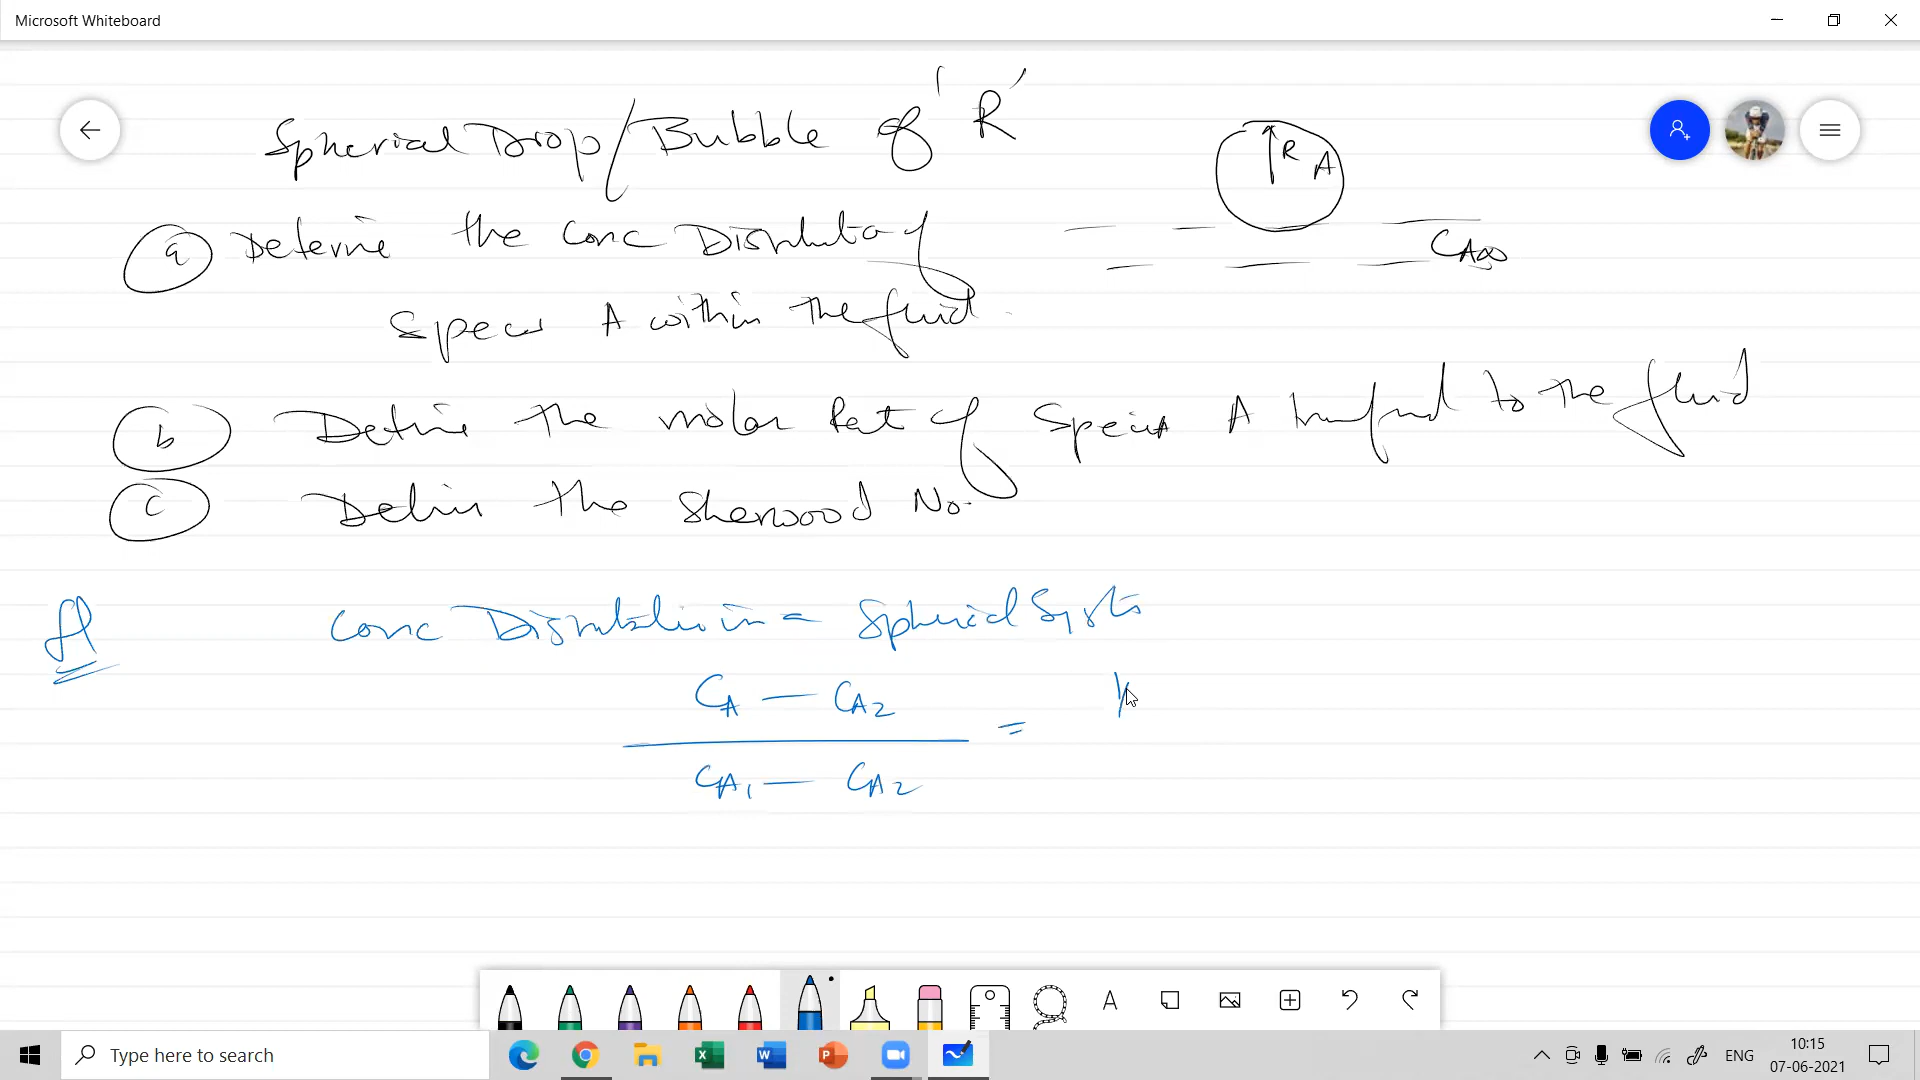 Microsoft Whiteboard
Spherical Drop/Bubble of 'R'
R A
(a) Determine the Conc Distribution of
CA∞
Species A within the fluid.
(b) Define the molar Rate of Species A transferred to the fluid
(c) Define the Sherwood No.
A
Conc Distribution in a Spherical System
CA — CA2
= 1/
CA1 — CA2
A
Type here to search
ENG
10:15
07-06-2021